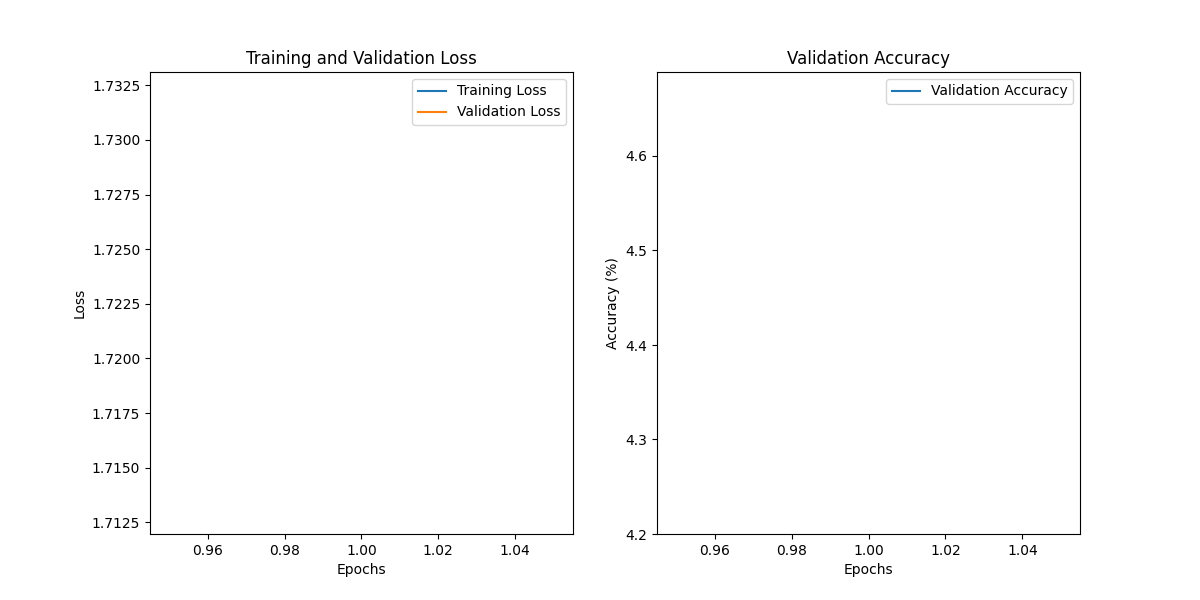 Training and Validation Loss
Training Loss
Validation Loss
1.7325
1.7300
1.7275
1.7250
1.7225
1.7200
1.7175
1.7150
1.7125
Loss
0.96 0.98 1.00 1.02 1.04
Epochs
Validation Accuracy
Validation Accuracy
4.6
4.5
4.4
4.3
4.2
Accuracy (%)
0.96 0.98 1.00 1.02 1.04
Epochs